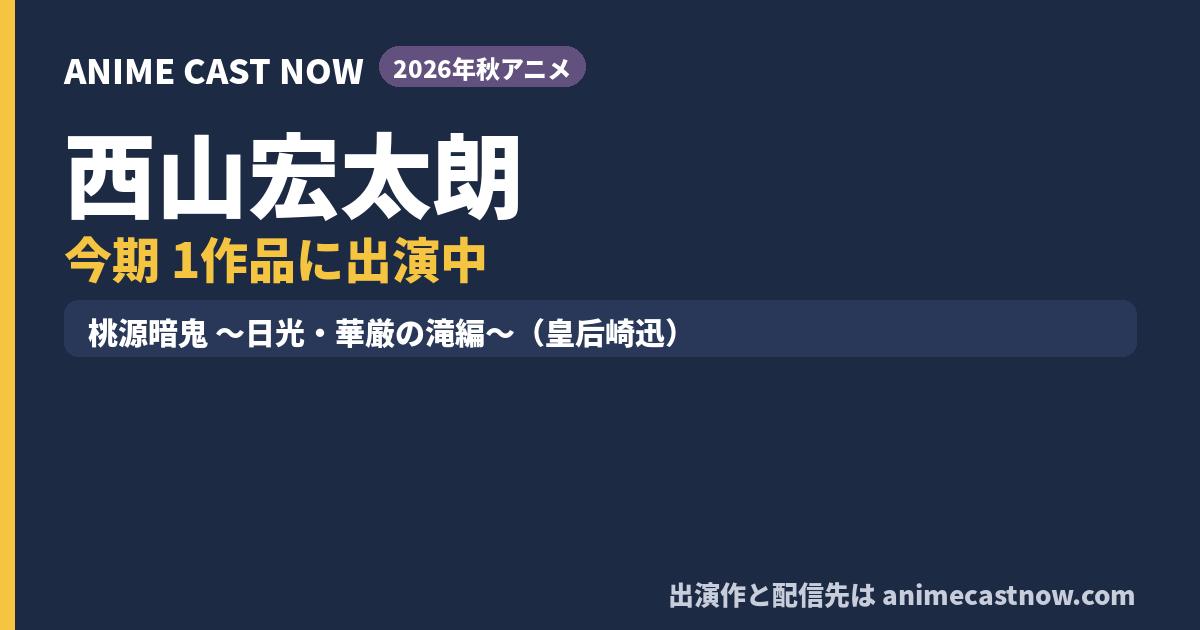 ANIME CAST NOW 2026年秋アニメ
西山宏太朗
今期 1作品に出演中
桃源暗鬼 〜日光・華厳の滝編〜（皇后崎迅）
出演作と配信先は animecastnow.com